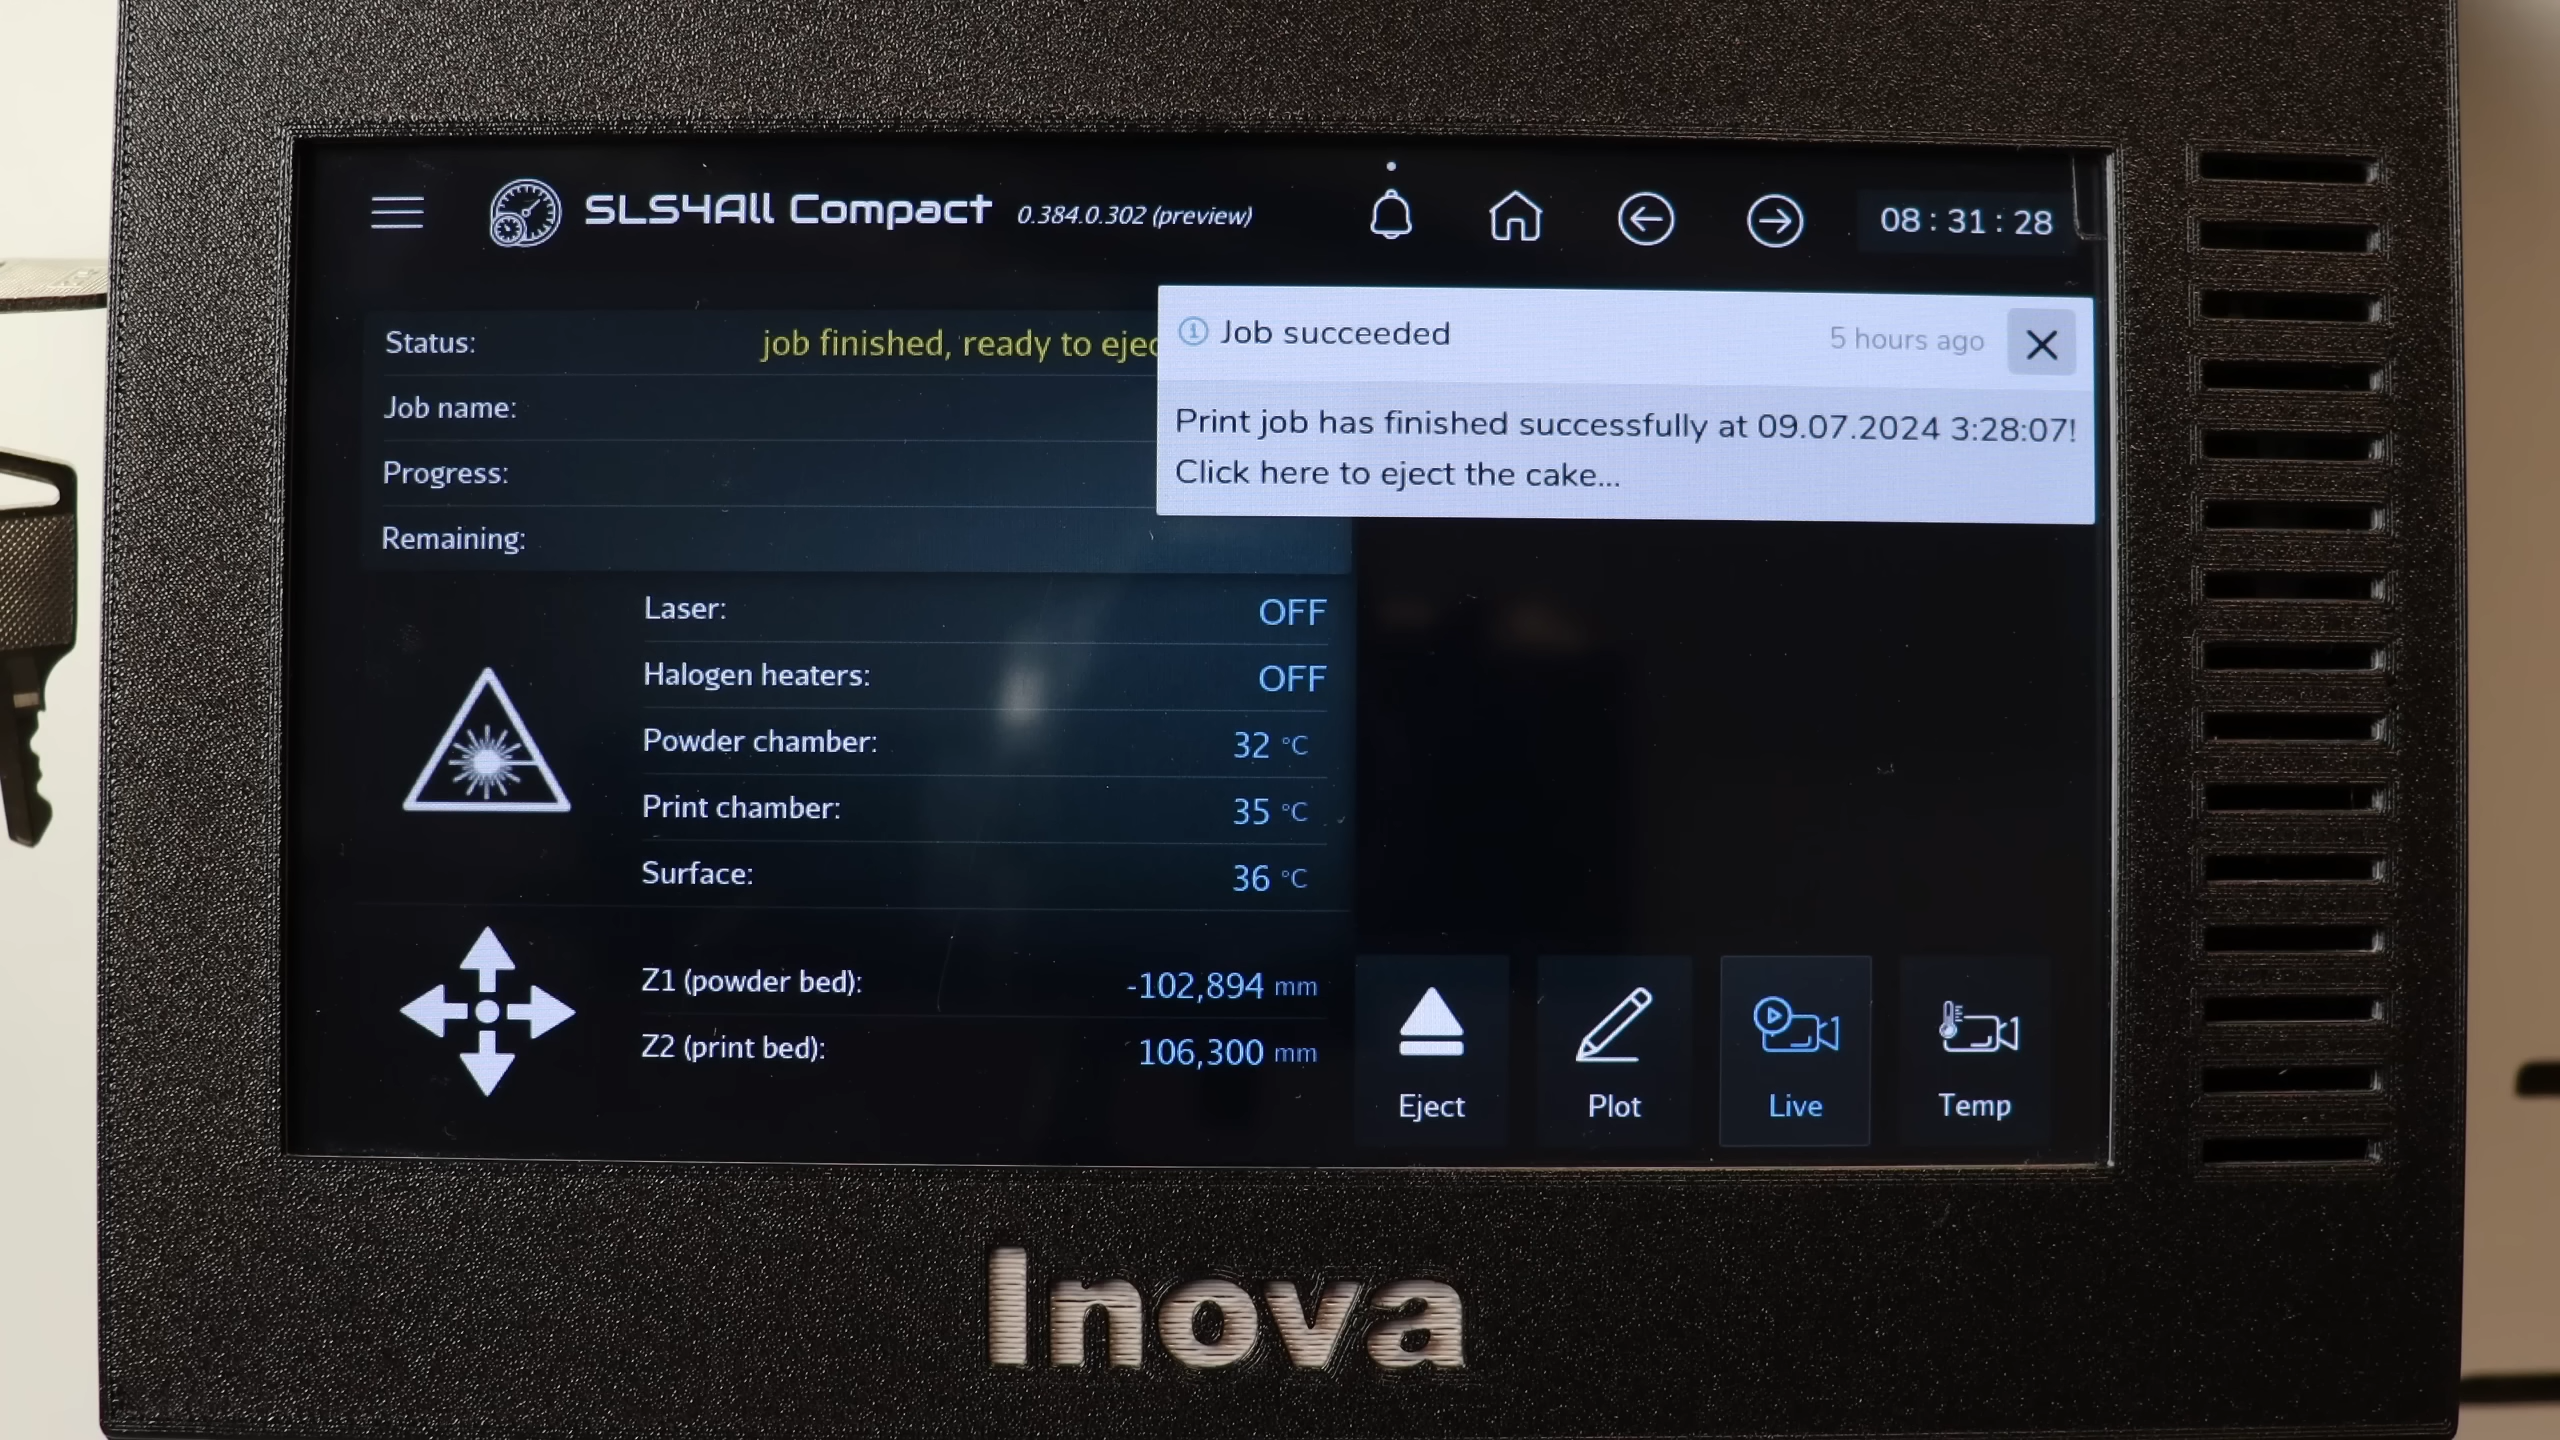 SLS4All Compact 0.384.0.302 (preview)
08 : 31 : 28
Status: job finished, ready to ejec
Job succeeded
5 hours ago
Print job has finished successfully at 09.07.2024 3:28:07!
Click here to eject the cake...
Job name:
Progress:
Remaining:
Laser: OFF
Halogen heaters: OFF
Powder chamber: 32 °C
Print chamber: 35 °C
Surface: 36 °C
Z1 (powder bed): -102,894 mm
Z2 (print bed): 106,300 mm
Eject
Plot
Live
Temp
Inova